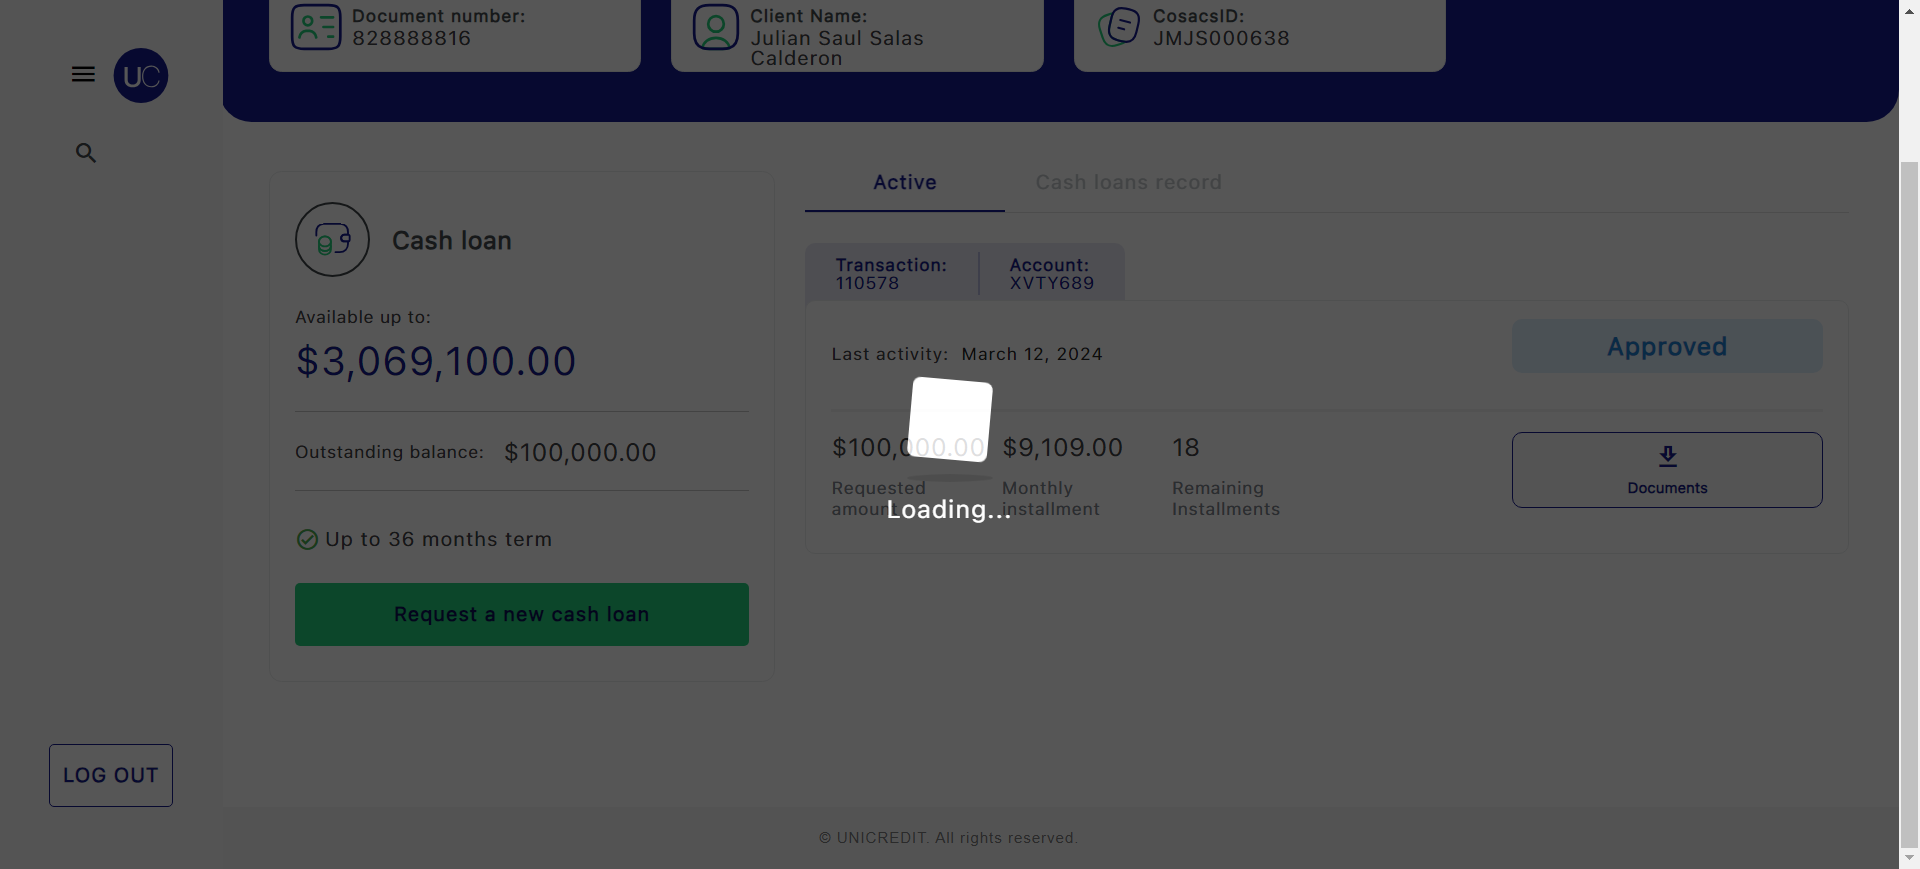 Document number:
828888816
Client Name:
Julian Saul Salas
Calderon
CosacsID:
JMJS000638
UC
Cash loan
Available up to:
$3,069,100.00
Outstanding balance: $100,000.00
Up to 36 months term
Request a new cash loan
Active
Cash loans record
Transaction:
110578
Account:
XVTY689
Last activity: March 12, 2024
Approved
$100,000.00
Requested
amount
$9,109.00
Monthly
installment
18
Remaining
Installments
Documents
Loading...
LOG OUT
© UNICREDIT. All rights reserved.